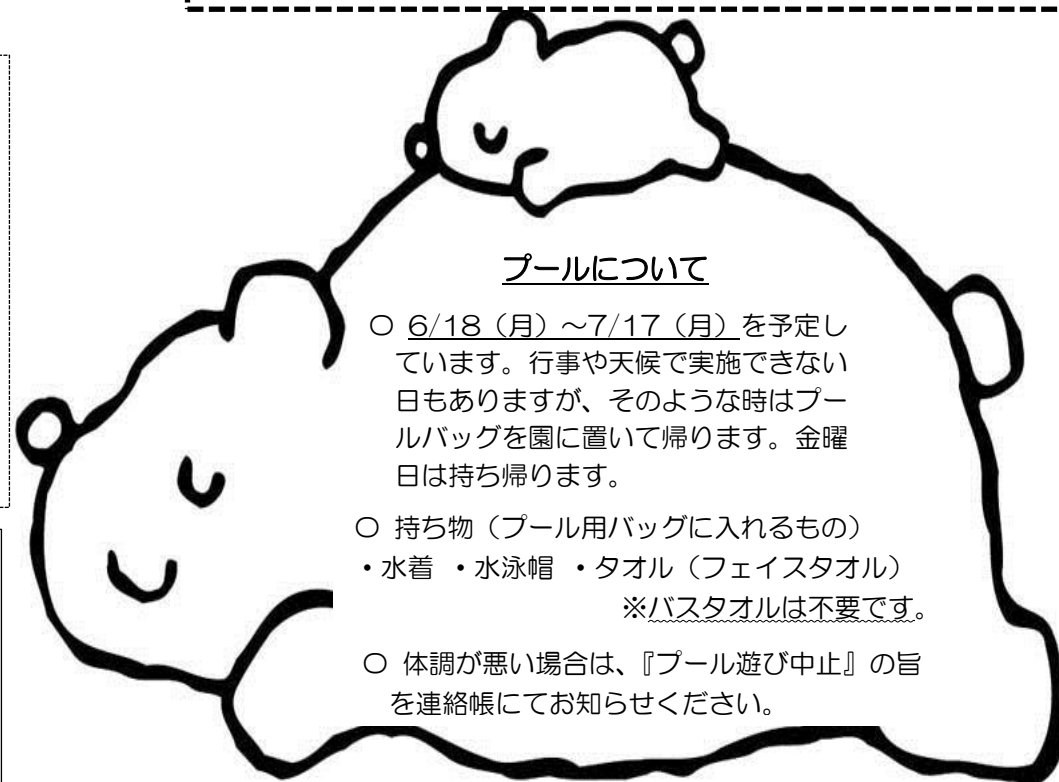 プールについて
〇 6/18（月）～7/17（月）を予定し
ています。行事や天候で実施できない
日もありますが、そのような時はプー
ルバッグを園に置いて帰ります。金曜
日は持ち帰ります。
〇 持ち物（プール用バッグに入れるもの）
・水着 ・水泳帽 ・タオル（フェイスタオル）
※バスタオルは不要です。
〇 体調が悪い場合は、『プール遊び中止』の旨
を連絡帳にてお知らせください。